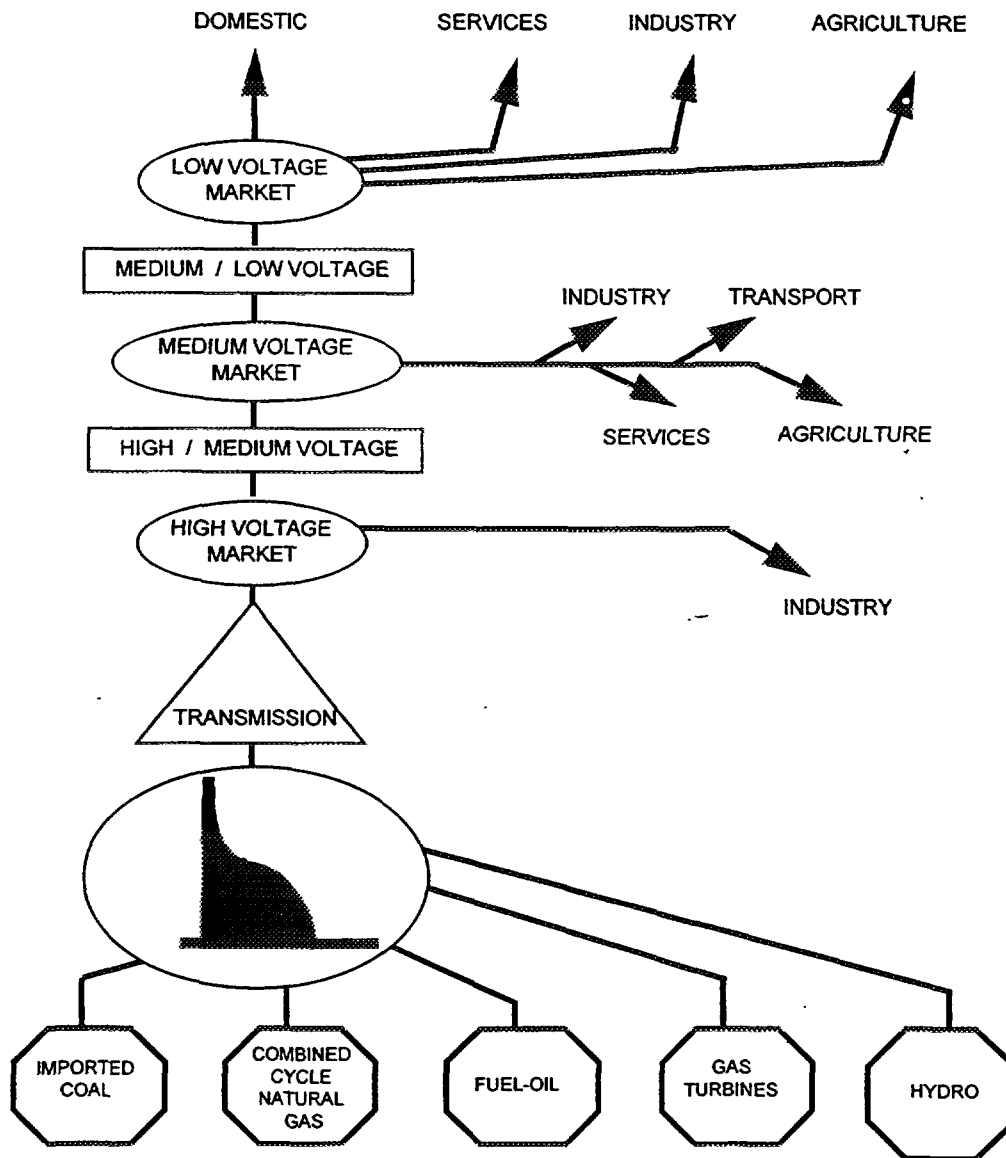 DOMESTIC
SERVICES
INDUSTRY
AGRICULTURE
LOW VOLTAGE
MARKET
MEDIUM / LOW VOLTAGE
INDUSTRY
TRANSPORT
MEDIUM VOLTAGE
MARKET
SERVICES
AGRICULTURE
HIGH / MEDIUM VOLTAGE
HIGH VOLTAGE
MARKET
INDUSTRY
TRANSMISSION
IMPORTED
COAL
COMBINED
CYCLE
NATURAL
GAS
FUEL-OIL
GAS
TURBINES
HYDRO